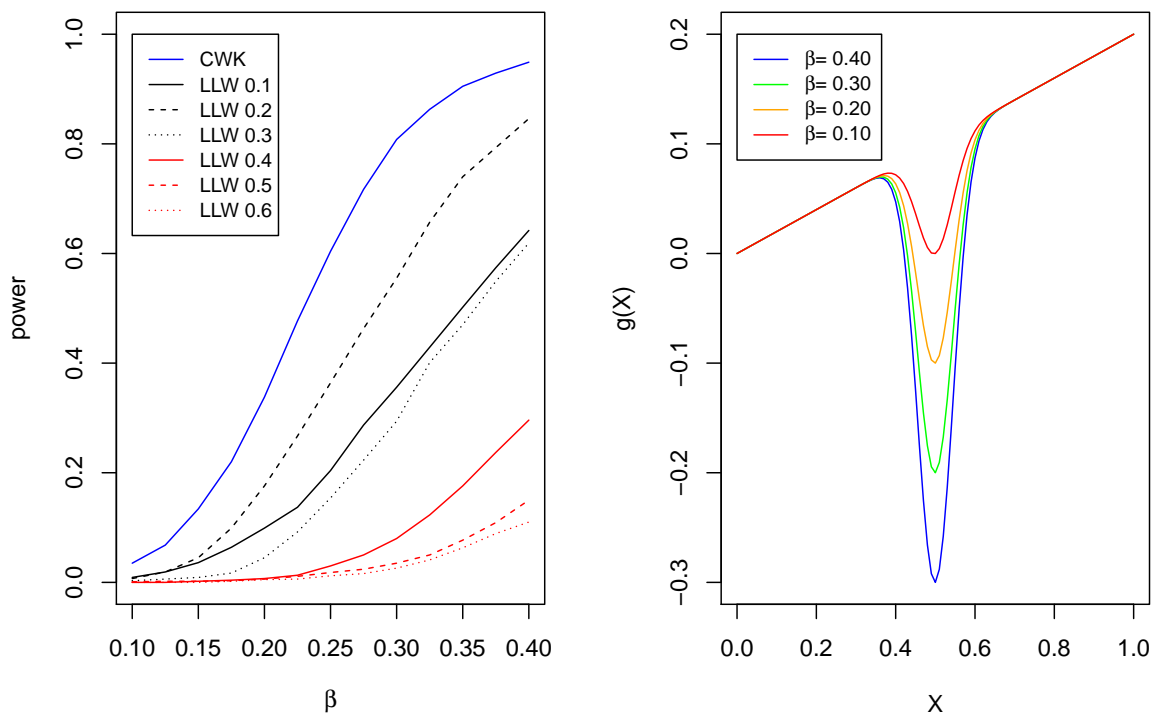 CWK
LLW 0.1
LLW 0.2
LLW 0.3
LLW 0.4
LLW 0.5
LLW 0.6
1.0
0.8
0.6
0.4
0.2
0.0
power
0.10 0.15 0.20 0.25 0.30 0.35 0.40
β
β= 0.40
β= 0.30
β= 0.20
β= 0.10
0.2
0.1
0.0
−0.1
−0.2
−0.3
g(X)
0.0 0.2 0.4 0.6 0.8 1.0
X